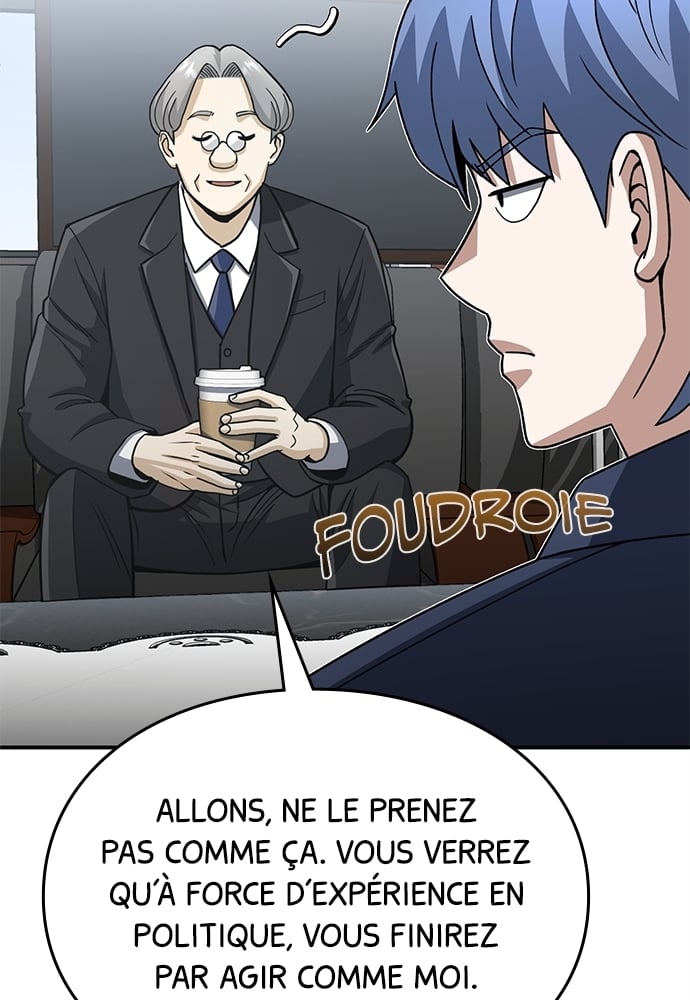 FOUDROIE
ALLONS, NE LE PRENEZ
PAS COMME ÇA. VOUS VERREZ
QU'À FORCE D'EXPÉRIENCE EN
POLITIQUE, VOUS FINIREZ
PAR AGIR COMME MOI.